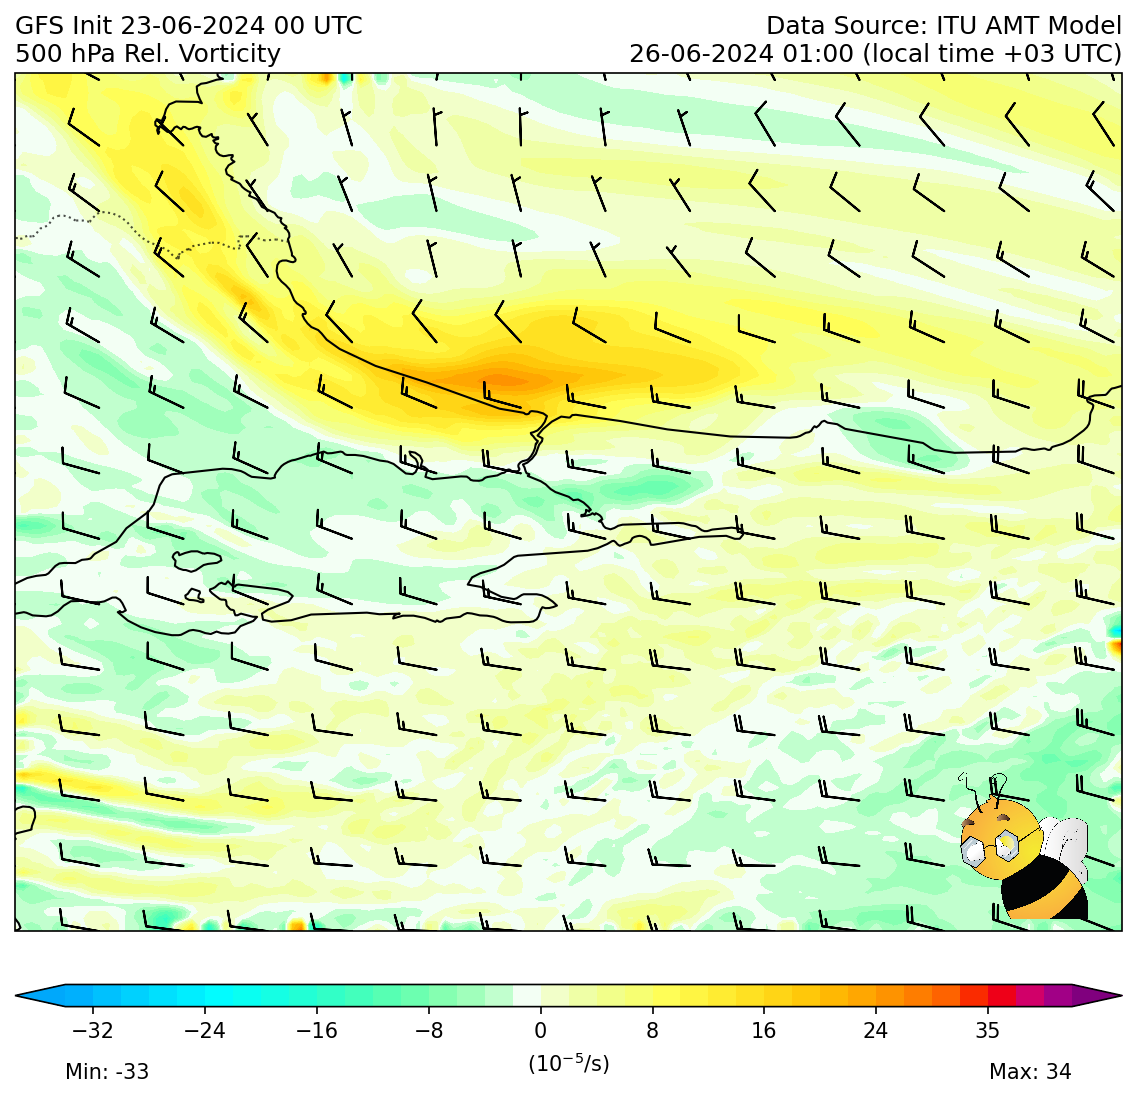 GFS Init 23-06-2024 00 UTC
Data Source: ITU AMT Model
500 hPa Rel. Vorticity
26-06-2024 01:00 (local time +03 UTC)
−32 −24 −16 −8 0 8 16 24 35
(10⁻⁵/s)
Min: -33
Max: 34